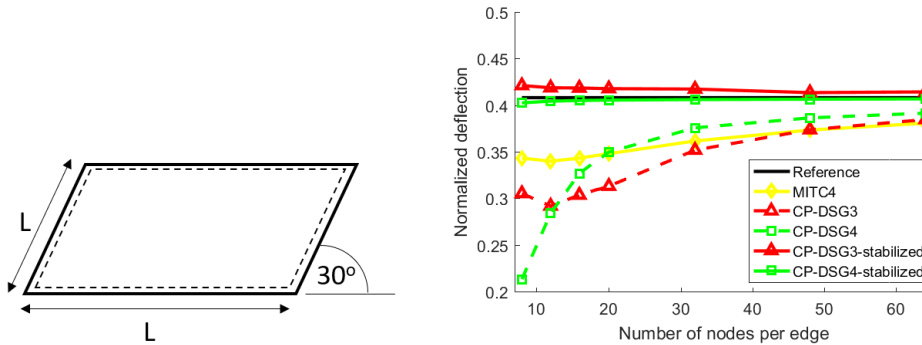 L
L
30o
0.5
0.45
0.4
0.35
0.3
0.25
0.2
Normalized deflection
10
20
30
40
50
60
Number of nodes per edge
Reference
MITC4
CP-DSG3
CP-DSG4
CP-DSG3-stabilized
CP-DSG4-stabilized